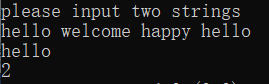 please input two strings
hello welcome happy hello
hello
2